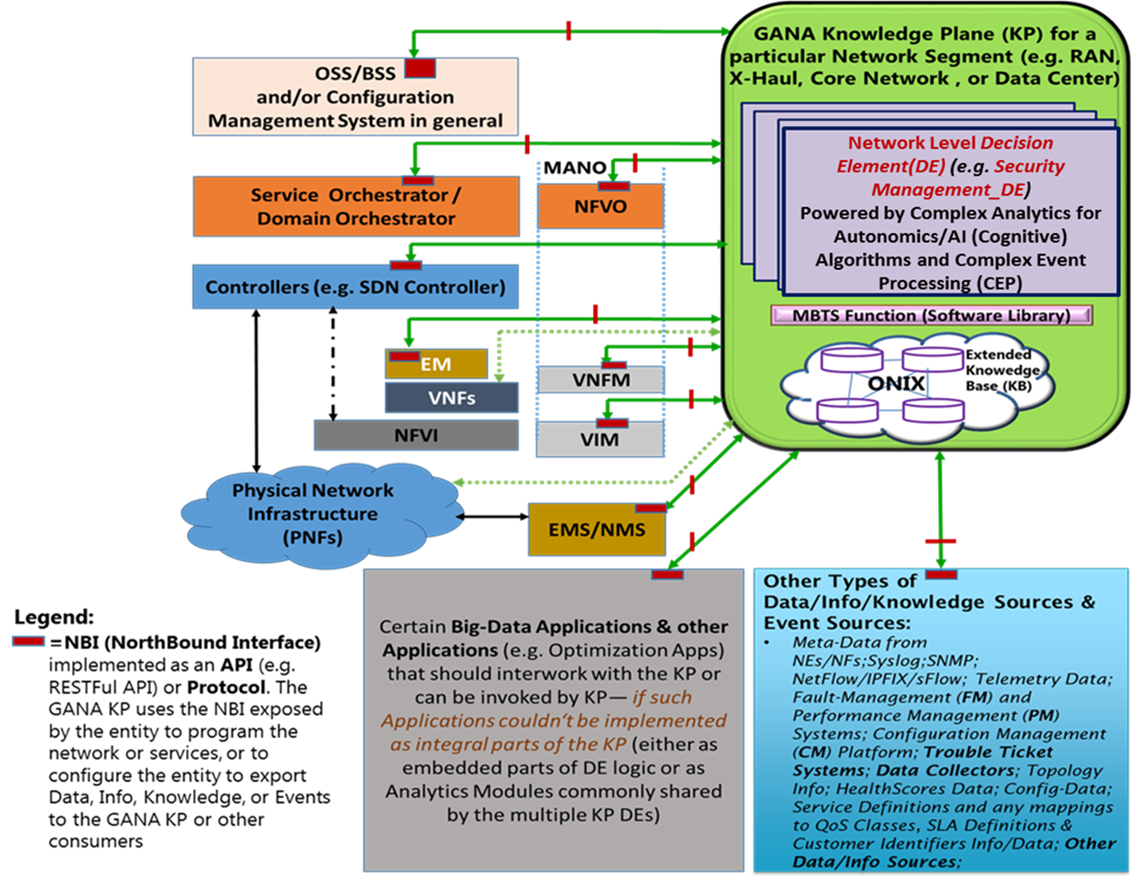 GANA Knowledge Plane (KP) for a
particular Network Segment (e.g. RAN,
X-Haul, Core Network , or Data Center)
Network Level Decision
Element(DE) (e.g. Security
Management_DE)
Powered by Complex Analytics for
Autonomics/AI (Cognitive)
Algorithms and Complex Event
Processing (CEP)
MBTS Function (Software Library)
ONIX
Extended
Knowedge
Base (KB)
OSS/BSS
and/or Configuration
Management System in general
Service Orchestrator /
Domain Orchestrator
MANO
NFVO
Controllers (e.g. SDN Controller)
EM
VNFs
NFVI
VNFM
VIM
Physical Network
Infrastructure
(PNFs)
EMS/NMS
Legend:
=NBI (NorthBound Interface)
implemented as an API (e.g.
RESTFul API) or Protocol. The
GANA KP uses the NBI exposed
by the entity to program the
network or services, or to
configure the entity to export
Data, Info, Knowledge, or Events
to the GANA KP or other
consumers
Certain Big-Data Applications & other
Applications (e.g. Optimization Apps)
that should interwork with the KP or
can be invoked by KP— if such
Applications couldn't be implemented
as integral parts of the KP (either as
embedded parts of DE logic or as
Analytics Modules commonly shared
by the multiple KP DEs)
Other Types of
Data/Info/Knowledge Sources &
Event Sources:
• Meta-Data from
NEs/NFs;Syslog;SNMP;
NetFlow/IPFIX/sFlow; Telemetry Data;
Fault-Management (FM) and
Performance Management (PM)
Systems; Configuration Management
(CM) Platform; Trouble Ticket
Systems; Data Collectors; Topology
Info; HealthScores Data; Config-Data;
Service Definitions and any mappings
to QoS Classes, SLA Definitions &
Customer Identifiers Info/Data; Other
Data/Info Sources;